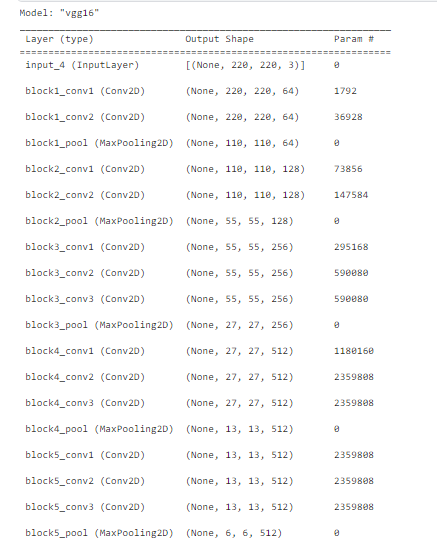 Model: "vgg16"
Layer (type) Output Shape Param #
=================================================================
input_4 (InputLayer) [(None, 220, 220, 3)] 0
block1_conv1 (Conv2D) (None, 220, 220, 64) 1792
block1_conv2 (Conv2D) (None, 220, 220, 64) 36928
block1_pool (MaxPooling2D) (None, 110, 110, 64) 0
block2_conv1 (Conv2D) (None, 110, 110, 128) 73856
block2_conv2 (Conv2D) (None, 110, 110, 128) 147584
block2_pool (MaxPooling2D) (None, 55, 55, 128) 0
block3_conv1 (Conv2D) (None, 55, 55, 256) 295168
block3_conv2 (Conv2D) (None, 55, 55, 256) 590080
block3_conv3 (Conv2D) (None, 55, 55, 256) 590080
block3_pool (MaxPooling2D) (None, 27, 27, 256) 0
block4_conv1 (Conv2D) (None, 27, 27, 512) 1180160
block4_conv2 (Conv2D) (None, 27, 27, 512) 2359808
block4_conv3 (Conv2D) (None, 27, 27, 512) 2359808
block4_pool (MaxPooling2D) (None, 13, 13, 512) 0
block5_conv1 (Conv2D) (None, 13, 13, 512) 2359808
block5_conv2 (Conv2D) (None, 13, 13, 512) 2359808
block5_conv3 (Conv2D) (None, 13, 13, 512) 2359808
block5_pool (MaxPooling2D) (None, 6, 6, 512) 0